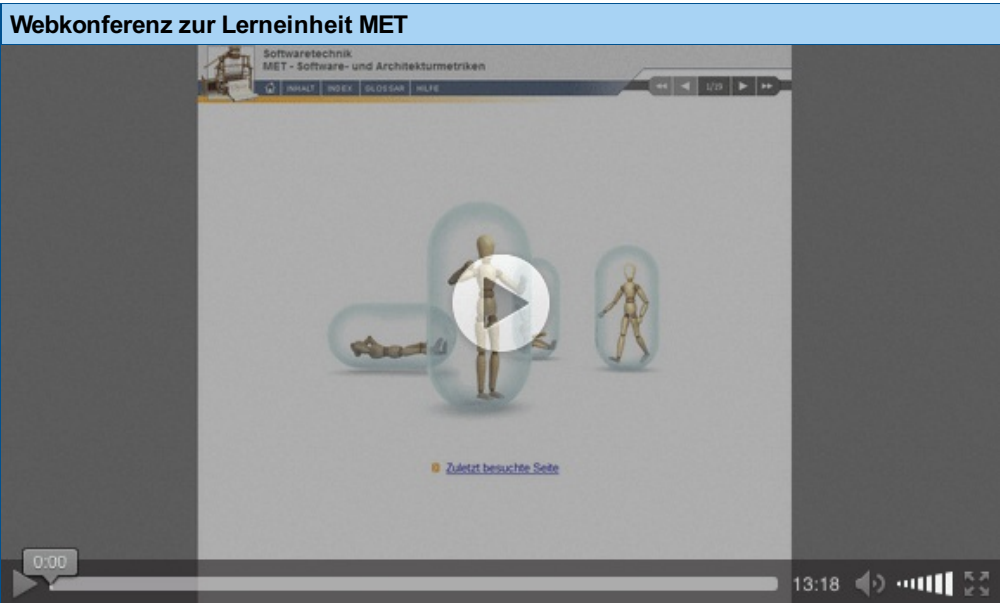 Webkonferenz zur Lerneinheit MET
Softwaretechnik
MET - Software- und Architekturmetriken
INHALT INDEX GLOSSAR HILFE
1/19
Zuletzt besuchte Seite
0:00
13:18